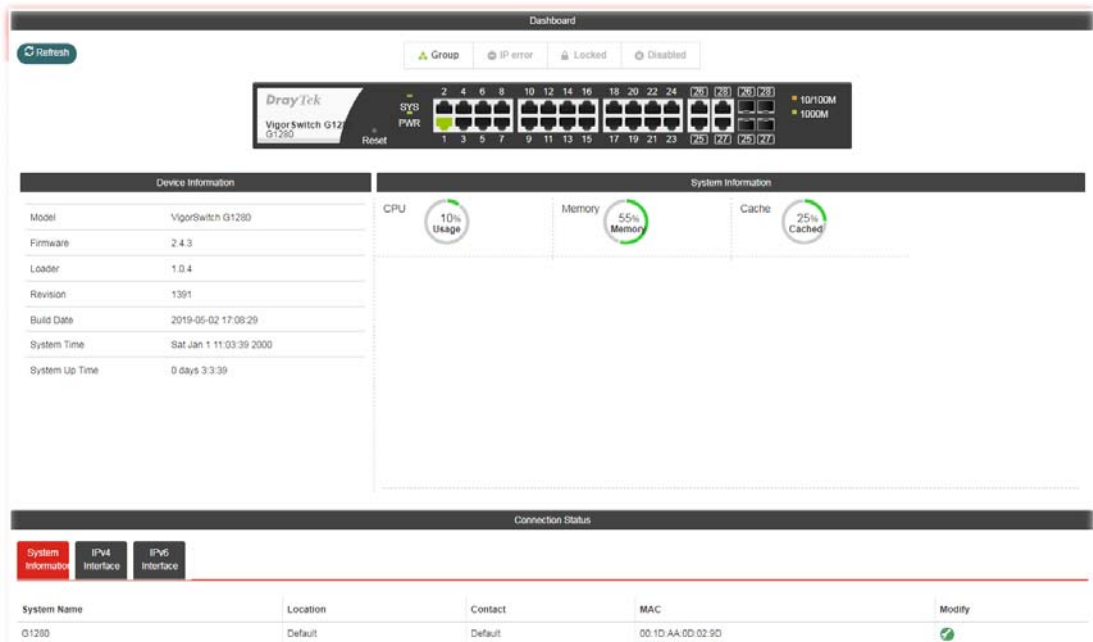 Dashboard
Refresh
Group IP error Locked Disabled
DrayTek
VigorSwitch G128
G1280
Reset
SYS
PWR
2 4 6 8 10 12 14 16 18 20 22 24 26 28 26 28
1 3 5 7 9 11 13 15 17 19 21 23 25 27 25 27
10/100M
1000M
Device Information
Model VigorSwitch G1280
Firmware 2.4.3
Loader 1.0.4
Revision 1391
Build Date 2019-05-02 17:08:29
System Time Sat Jan 1 11:03:39 2000
System Up Time 0 days 3:3:39
System Information
CPU 10% Usage
Memory 55% Memory
Cache 25% Cached
Connection Status
System Information
IPv4 Interface
IPv6 Interface
System Name Location Contact MAC Modify
G1280 Default Default 00:1D:AA:0D:02:9D